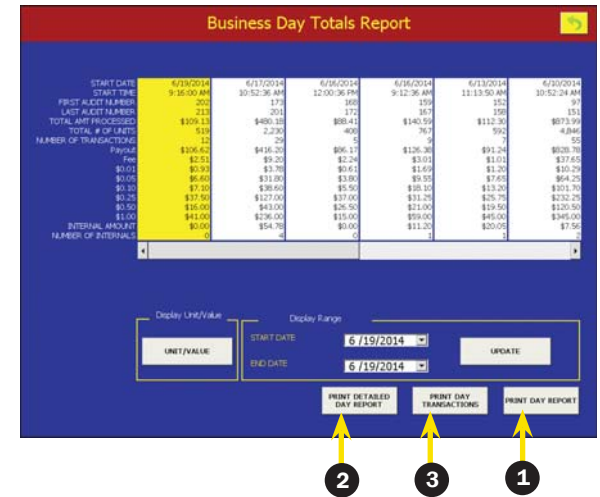 Business Day Totals Report
START DATE 6/19/2014 6/17/2014 6/16/2014 6/16/2014 6/13/2014 6/10/2014
START TIME 9:16:00 AM 10:52:36 AM 12:00:36 PM 9:12:36 AM 11:13:50 AM 10:52:24 AM
FIRST AUDIT NUMBER 202 173 168 159 152 97
LAST AUDIT NUMBER 213 201 172 167 158 151
TOTAL AMT PROCESSED $109.13 $480.18 $88.41 $140.59 $112.30 $873.99
TOTAL # OF UNITS 519 2,230 400 767 592 4,846
NUMBER OF TRANSACTIONS 12 29 5 9 7 55
Payout $106.62 $416.20 $86.17 $126.38 $91.24 $828.78
Fee $2.51 $9.20 $2.24 $3.01 $1.01 $37.65
$0.01 $0.93 $3.78 $0.61 $1.69 $1.20 $10.29
$0.05 $6.60 $31.80 $3.80 $9.55 $7.65 $64.25
$0.10 $7.10 $38.60 $5.50 $18.10 $13.20 $101.70
$0.25 $37.50 $127.00 $37.00 $31.25 $25.75 $232.25
$0.50 $16.00 $43.00 $26.50 $21.00 $19.50 $120.50
$1.00 $41.00 $236.00 $15.00 $59.00 $45.00 $345.00
INTERNAL AMOUNT $0.00 $54.78 $0.00 $11.20 $20.05 $7.56
NUMBER OF INTERNALS 0 4 0 1 1 2
Display Unit/Value Display Range
UNIT/VALUE START DATE 6 /19/2014 UPDATE
END DATE 6 /19/2014
PRINT DETAILED DAY REPORT PRINT DAY TRANSACTIONS PRINT DAY REPORT
2 3 1